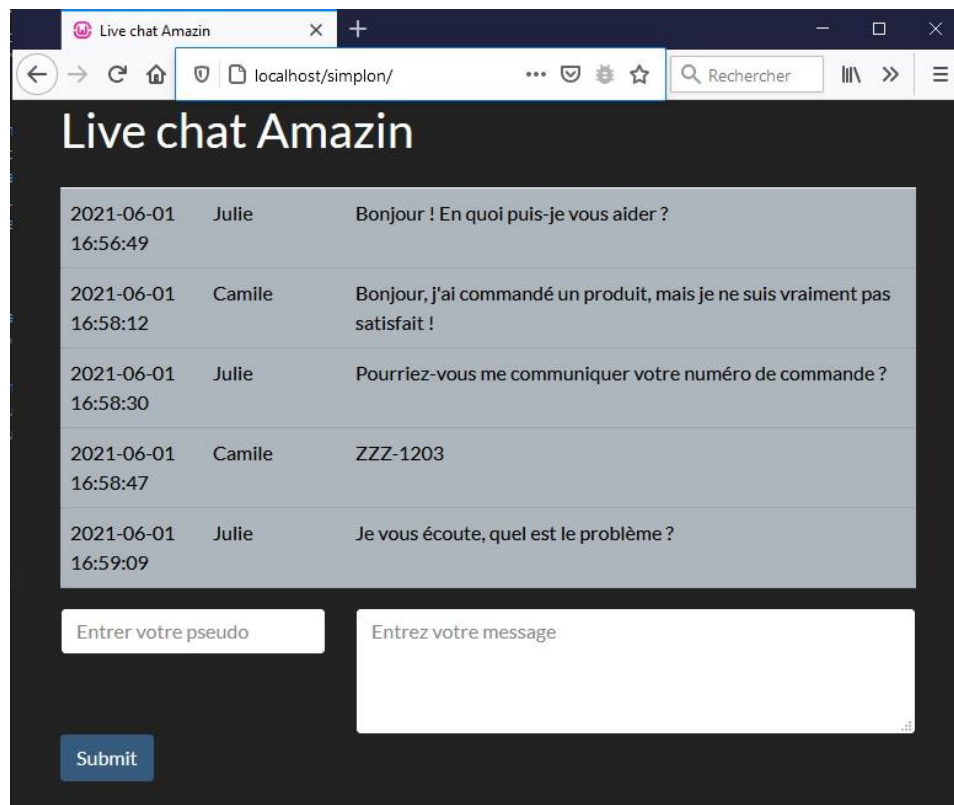 Live chat Amazin
localhost/simplon/
Rechercher
Live chat Amazin
2021-06-01 Julie Bonjour ! En quoi puis-je vous aider ?
16:56:49
2021-06-01 Camile Bonjour, j'ai commandé un produit, mais je ne suis vraiment pas
16:58:12 satisfait !
2021-06-01 Julie Pourriez-vous me communiquer votre numéro de commande ?
16:58:30
2021-06-01 Camile ZZZ-1203
16:58:47
2021-06-01 Julie Je vous écoute, quel est le problème ?
16:59:09
Entrer votre pseudo Entrez votre message
Submit